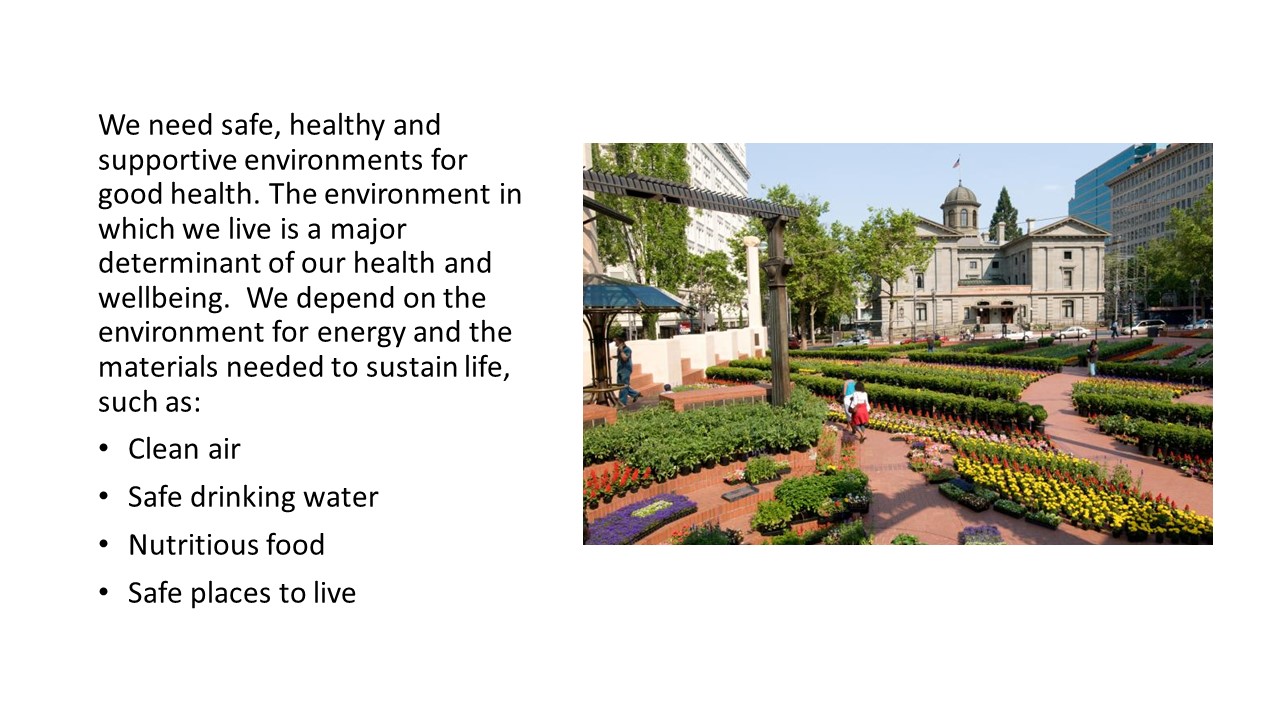 We need safe, healthy and
supportive environments for
good health. The environment in
which we live is a major
determinant of our health and
wellbeing.  We depend on the
environment for energy and the
materials needed to sustain life,
such as:
• Clean air
• Safe drinking water
• Nutritious food
• Safe places to live